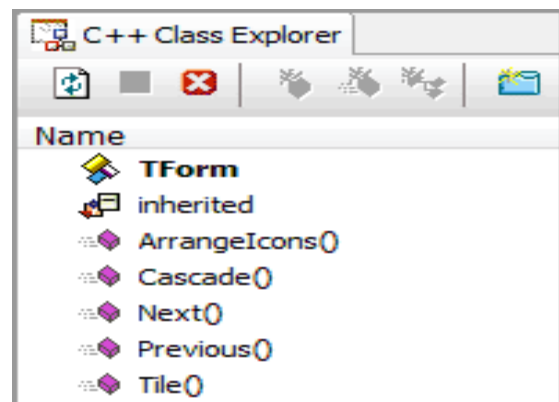 C++ Class Explorer
Name
TForm
inherited
ArrangeIcons()
Cascade()
Next()
Previous()
Tile()